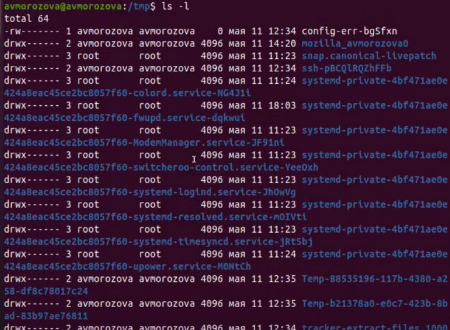 avmorozova@avmorozova:/tmp$ ls -l
total 64
-rw------- 1 avmorozova avmorozova    0 мая 11 12:34 config-err-bgSfxn
drwx------ 2 avmorozova avmorozova 4096 мая 11 14:20 mozilla_avmorozova0
drwx------ 3 root       root       4096 мая 11 11:23 snap.canonical-livepatch
drwx------ 2 avmorozova avmorozova 4096 мая 11 12:34 ssh-pBCQlRQZhFFb
drwx------ 3 root       root       4096 мая 11 11:24 systemd-private-4bf471ae0e
424a8eac45ce2bc8057f60-colord.service-NG4J1i
drwx------ 3 root       root       4096 мая 11 18:03 systemd-private-4bf471ae0e
424a8eac45ce2bc8057f60-fwupd.service-dqkwui
drwx------ 3 root       root       4096 мая 11 11:23 systemd-private-4bf471ae0e
424a8eac45ce2bc8057f60-ModemManager.service-JF91ni
drwx------ 3 root       root       4096 мая 11 11:23 systemd-private-4bf471ae0e
424a8eac45ce2bc8057f60-switcheroo-control.service-YeeOxh
drwx------ 3 root       root       4096 мая 11 11:23 systemd-private-4bf471ae0e
424a8eac45ce2bc8057f60-systemd-logind.service-JhOwVg
drwx------ 3 root       root       4096 мая 11 11:23 systemd-private-4bf471ae0e
424a8eac45ce2bc8057f60-systemd-resolved.service-mOIVti
drwx------ 3 root       root       4096 мая 11 11:23 systemd-private-4bf471ae0e
424a8eac45ce2bc8057f60-systemd-timesyncd.service-jRtSbj
drwx------ 3 root       root       4096 мая 11 11:23 systemd-private-4bf471ae0e
424a8eac45ce2bc8057f60-upower.service-M0NtCh
drwx------ 2 avmorozova avmorozova 4096 мая 11 12:35 Temp-88535196-117b-4380-a2
58-df8c78017c24
drwx------ 2 avmorozova avmorozova 4096 мая 11 12:35 Temp-b21378a0-e0c7-423b-8b
ad-83b97ae76811
drwx------ 2 avmorozova avmorozova 4096 мая 11 12:34 tracker-extract-files.1000